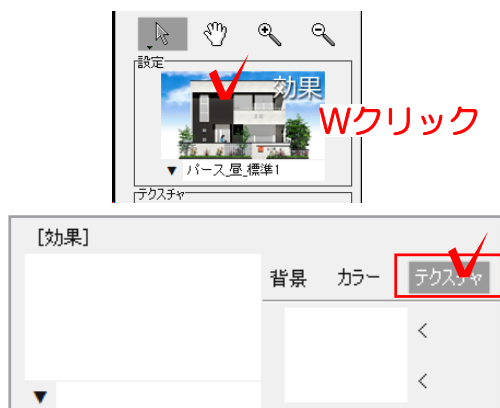 設定
効果
Wクリック
▼ パース_昼_標準1
テクスチャ
[効果]
背景 カラー テクスチャ
<
<
▼